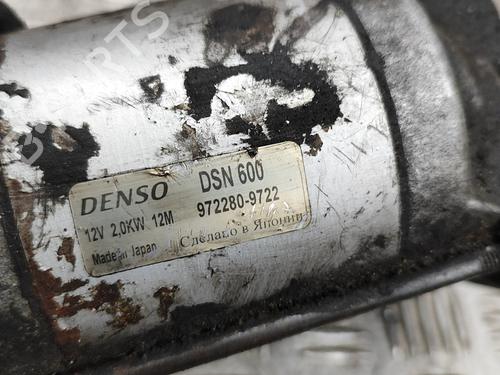 DENSO DSN 600
12V 2,0KW 12M 972280-9722
Made in Japan Сделано в Японии